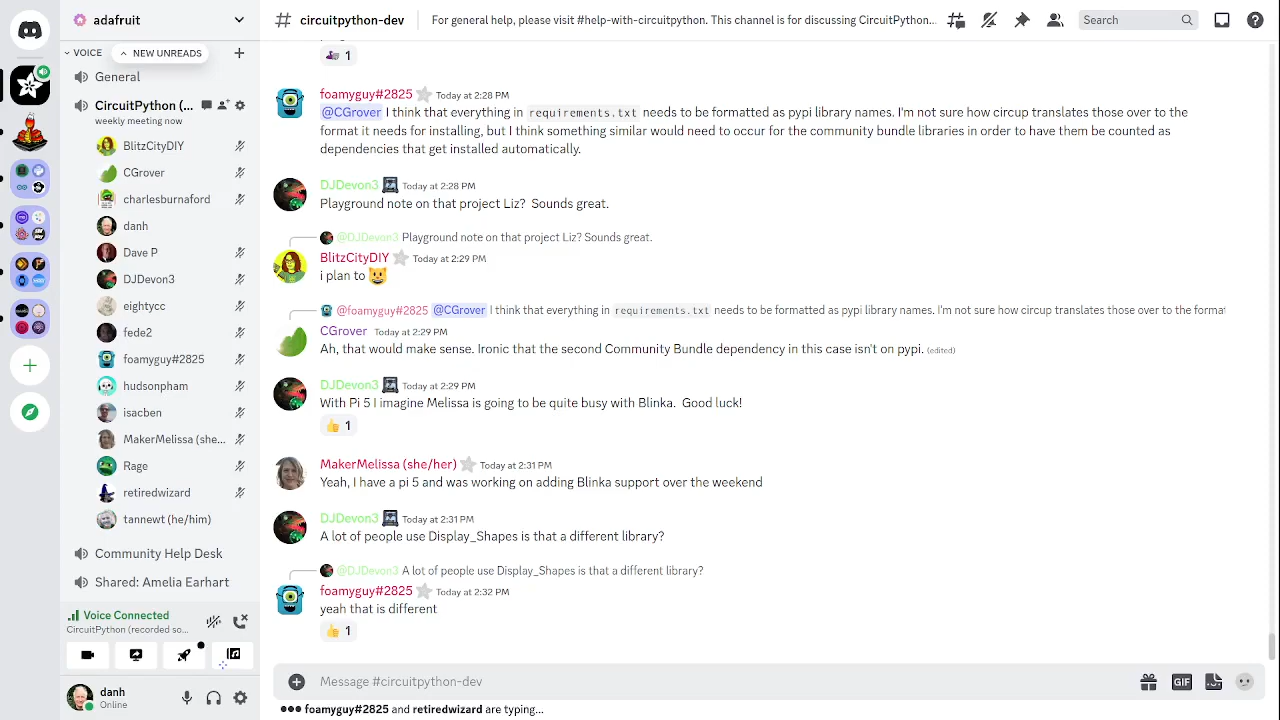 adafruit
circuitpython-dev
For general help, please visit #help-with-circuitpython. This channel is for discussing CircuitPython...
Search
VOICE
NEW UNREADS
General
CircuitPython (...
weekly meeting now
BlitzCityDIY
CGrover
charlesburnaford
danh
Dave P
DJDevon3
eightycc
fede2
foamyguy#2825
hudsonpham
isacben
MakerMelissa (she...
Rage
retiredwizard
tannewt (he/him)
Community Help Desk
Shared: Amelia Earhart
Voice Connected
CircuitPython (recorded so...
danh
Online
1
foamyguy#2825 Today at 2:28 PM
@CGrover I think that everything in requirements.txt needs to be formatted as pypi library names. I'm not sure how circup translates those over to the
format it needs for installing, but I think something similar would need to occur for the community bundle libraries in order to have them be counted as
dependencies that get installed automatically.
DJDevon3 Today at 2:28 PM
Playground note on that project Liz? Sounds great.
@DJDevon3 Playground note on that project Liz? Sounds great.
BlitzCityDIY Today at 2:29 PM
i plan to
@foamyguy#2825 @CGrover I think that everything in requirements.txt needs to be formatted as pypi library names. I'm not sure how circup translates those over to the format
CGrover Today at 2:29 PM
Ah, that would make sense. Ironic that the second Community Bundle dependency in this case isn't on pypi. (edited)
DJDevon3 Today at 2:29 PM
With Pi 5 I imagine Melissa is going to be quite busy with Blinka. Good luck!
1
MakerMelissa (she/her) Today at 2:31 PM
Yeah, I have a pi 5 and was working on adding Blinka support over the weekend
DJDevon3 Today at 2:31 PM
A lot of people use Display_Shapes is that a different library?
@DJDevon3 A lot of people use Display_Shapes is that a different library?
foamyguy#2825 Today at 2:32 PM
yeah that is different
1
Message #circuitpython-dev
GIF
foamyguy#2825 and retiredwizard are typing...